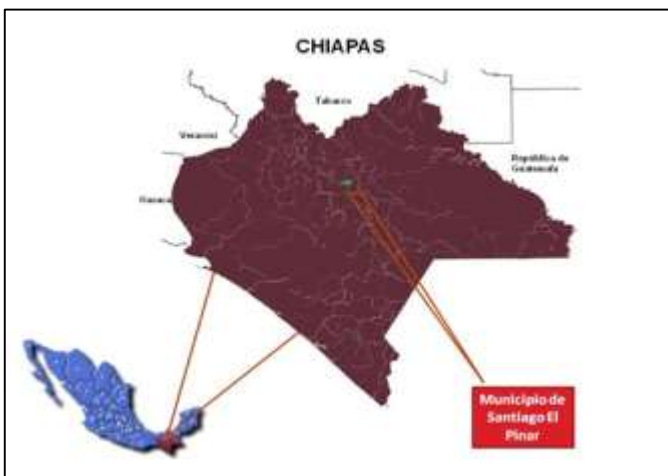 CHIAPAS
Tabasco
Veracruz
República de
Guatemala
Oaxaca
Municipio de
Santiago El
Pinar